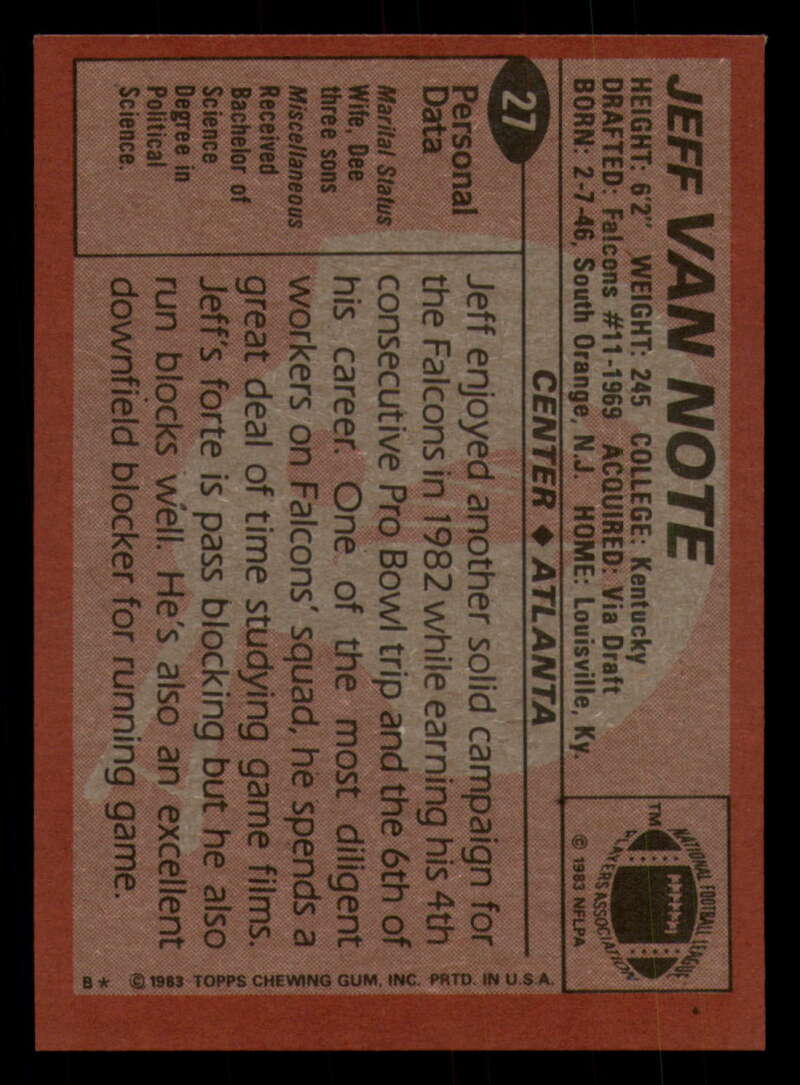 JEFF VAN NOTE
HEIGHT: 6'2" WEIGHT: 245 COLLEGE: Kentucky
DRAFTED: Falcons #11-1969 ACQUIRED: Via Draft
BORN: 2-7-46, South Orange, N.J. HOME: Louisville, Ky.
NATIONAL FOOTBALL LEAGUE
PLAYERS ASSOCIATION
TM
© 1983 NFLPA
27
CENTER ◆ ATLANTA
Personal
Data
Marital Status
Wife, Dee
three sons
Miscellaneous
Received
Bachelor of
Science
Degree in
Political
Science.
Jeff enjoyed another solid campaign for
the Falcons in 1982 while earning his 4th
consecutive Pro Bowl trip and the 6th of
his career. One of the most diligent
workers on Falcons' squad, he spends a
great deal of time studying game films.
Jeff's forte is pass blocking but he also
run blocks well. He's also an excellent
downfield blocker for running game.
B* © 1983 TOPPS CHEWING GUM, INC. PRTD. IN U.S.A.